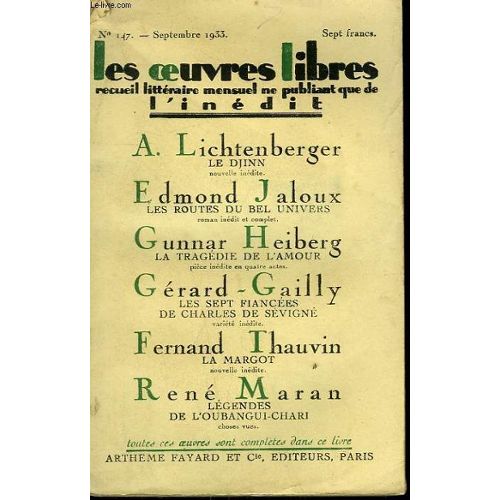 Le-livre.com
Nº 147. — Septembre 1933. Sept francs.
les œuvres libres
recueil littéraire mensuel ne publiant que de
l'inédit
A. Lichtenberger
LE DJINN
nouvelle inédite.
Edmond Jaloux
LES ROUTES DU BEL UNIVERS
roman inédit et complet.
Gunnar Heiberg
LA TRAGÉDIE DE L'AMOUR
pièce inédite en quatre actes.
Gérard-Gailly
LES SEPT FIANCÉES
DE CHARLES DE SÉVIGNÉ
variété inédite.
Fernand Thauvin
LA MARGOT
nouvelle inédite.
René Maran
LÉGENDES
DE L'OUBANGUI-CHARI
choses vues.
toutes ces œuvres sont complètes dans ce livre
ARTHÈME FAYARD ET Cie, EDITEURS, PARIS